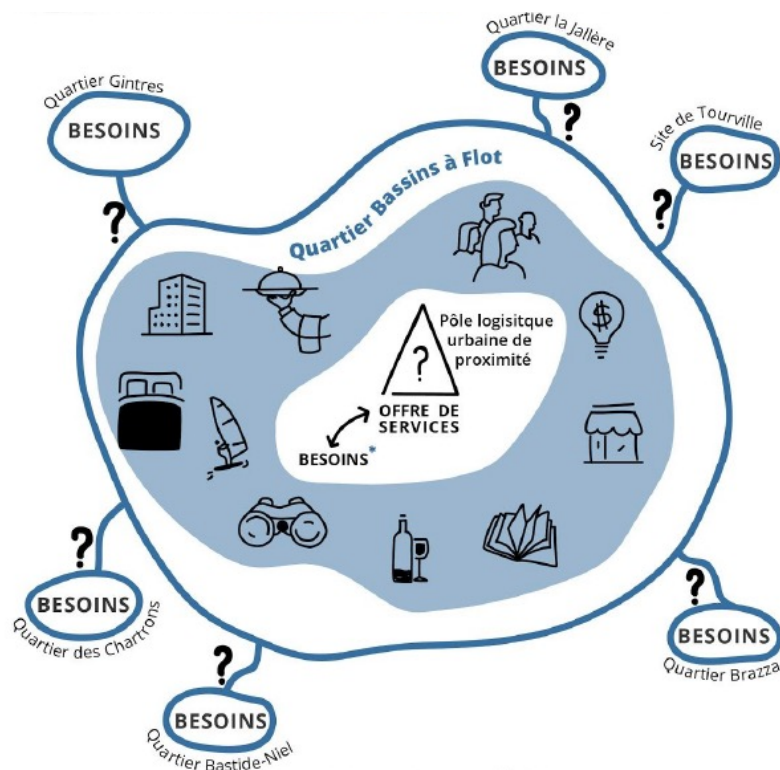 Quartier la Jallère
BESOINS
?
Quartier Gintres
BESOINS
?
Site de Tourville
BESOINS
?
Quartier Bassins à Flot
$
Pôle logisitque
urbaine de
proximité
?
OFFRE DE
SERVICES
BESOINS*
?
BESOINS
Quartier des Chartrons
?
BESOINS
Quartier Bastide-Niel
?
BESOINS
Quartier Brazza